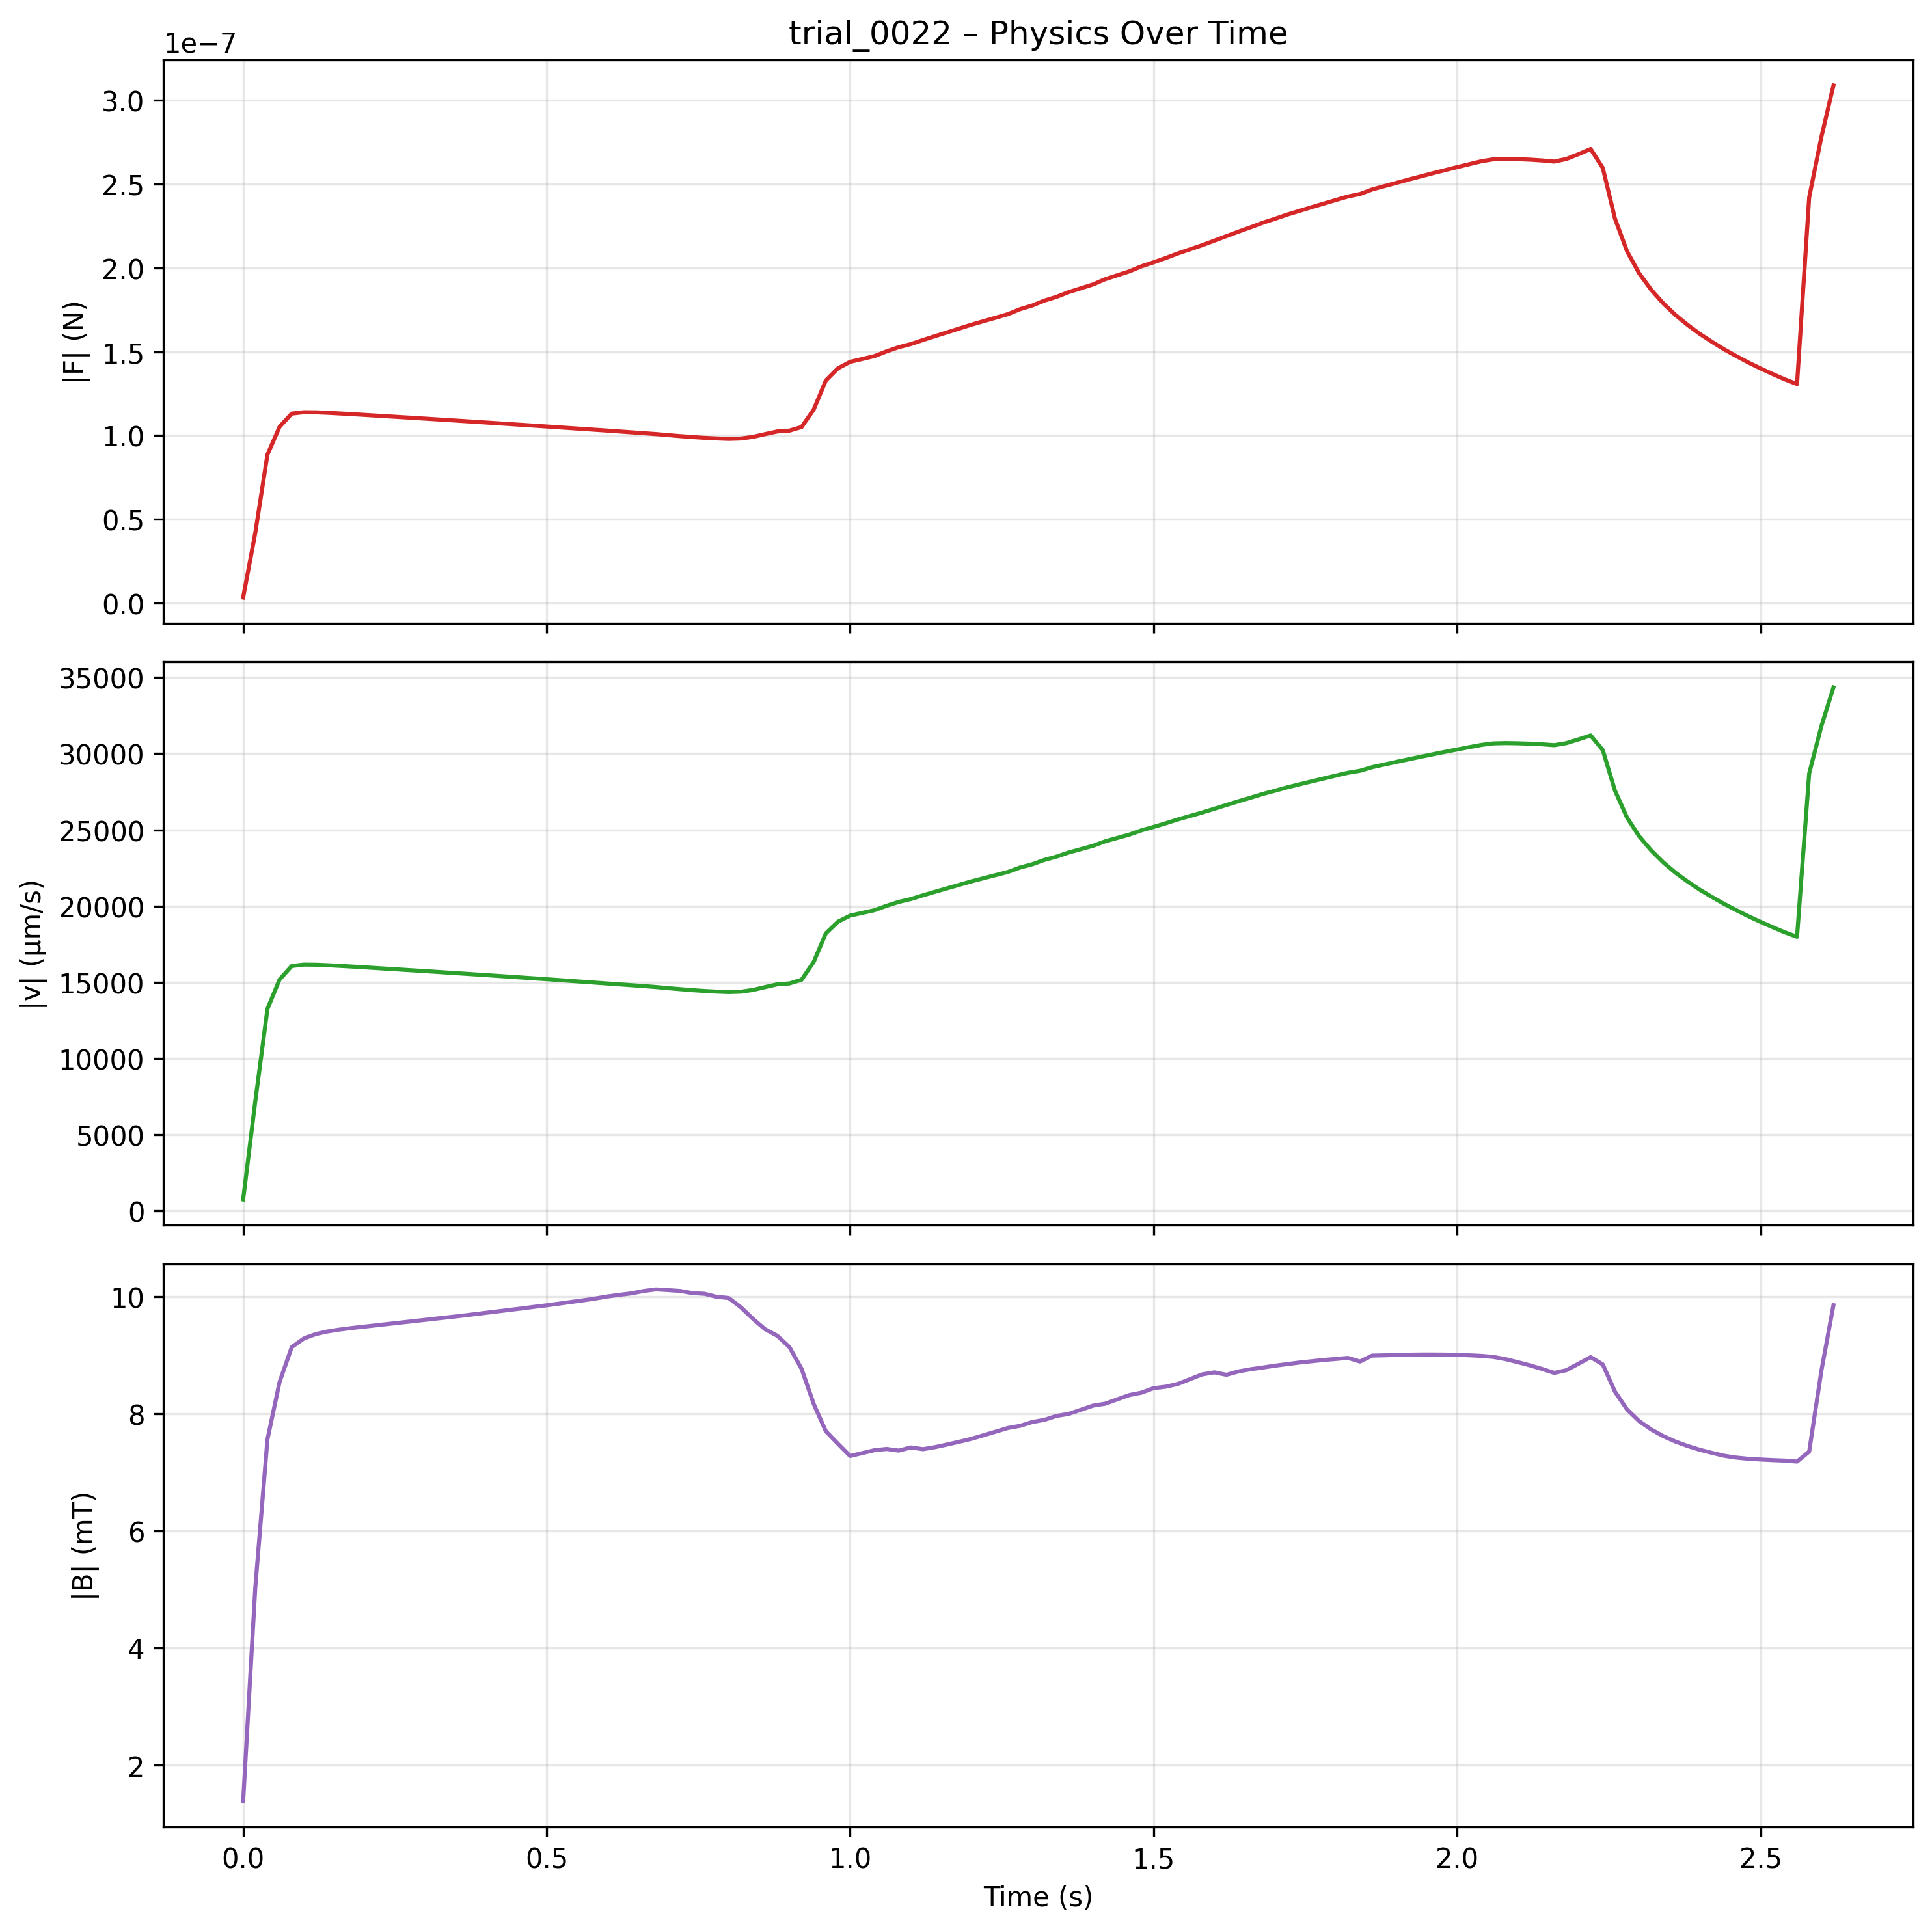 trial_0022 – Physics Over Time
1e−7
|F| (N)
3.0
2.5
2.0
1.5
1.0
0.5
0.0
|v| (μm/s)
35000
30000
25000
20000
15000
10000
5000
0
|B| (mT)
10
8
6
4
2
0.0 0.5 1.0 1.5 2.0 2.5
Time (s)